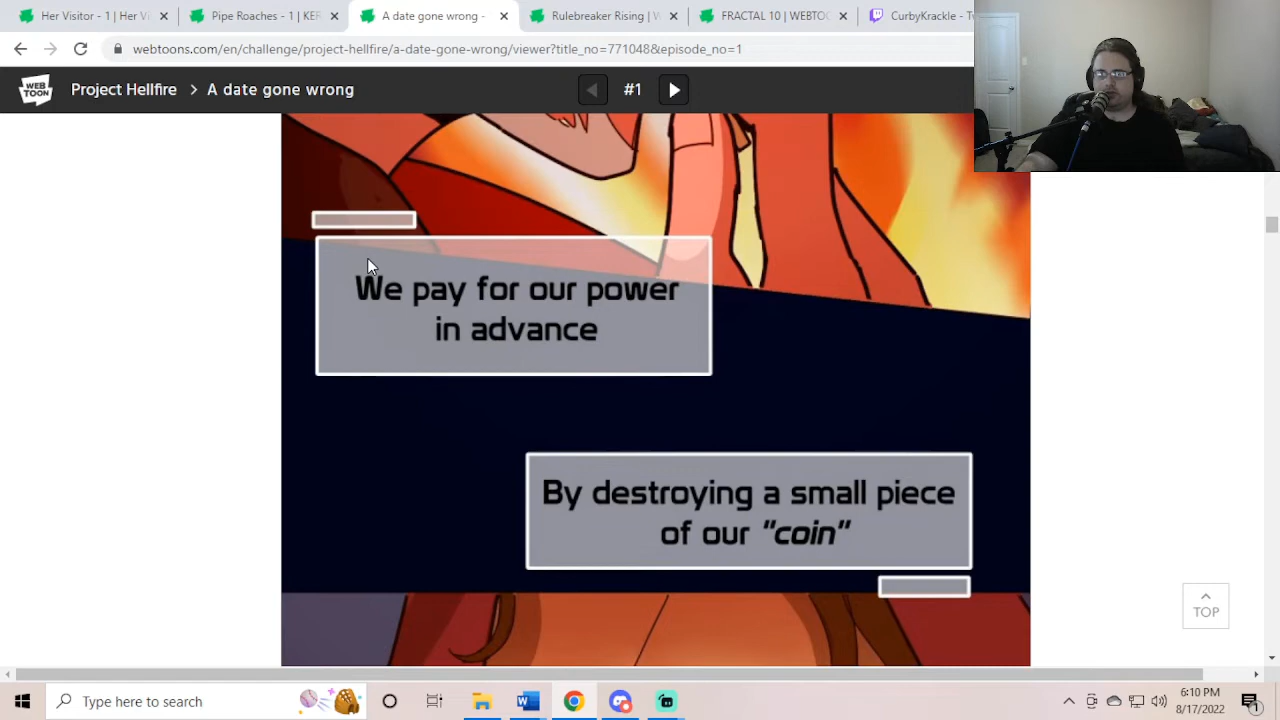 Her Visitor - 1 | Her Vi
Pipe Roaches - 1 | KEF
A date gone wrong -
Rulebreaker Rising | W
FRACTAL 10 | WEBTOO
CurbyKrackle - Tw
webtoons.com/en/challenge/project-hellfire/a-date-gone-wrong/viewer?title_no=771048&episode_no=1
WEB
TOON
Project Hellfire > A date gone wrong
#1
We pay for our power
in advance
By destroying a small piece
of our "coin"
TOP
Type here to search
6:10 PM
8/17/2022